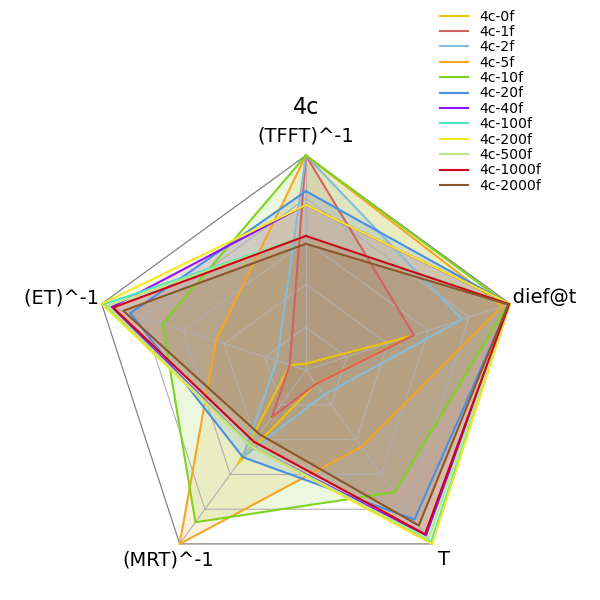 4c-0f
4c-1f
4c-2f
4c-5f
4c-10f
4c-20f
4c-40f
4c-100f
4c-200f
4c-500f
4c-1000f
4c-2000f
4c
(TFFT)^-1
(ET)^-1
dief@t
(MRT)^-1
T